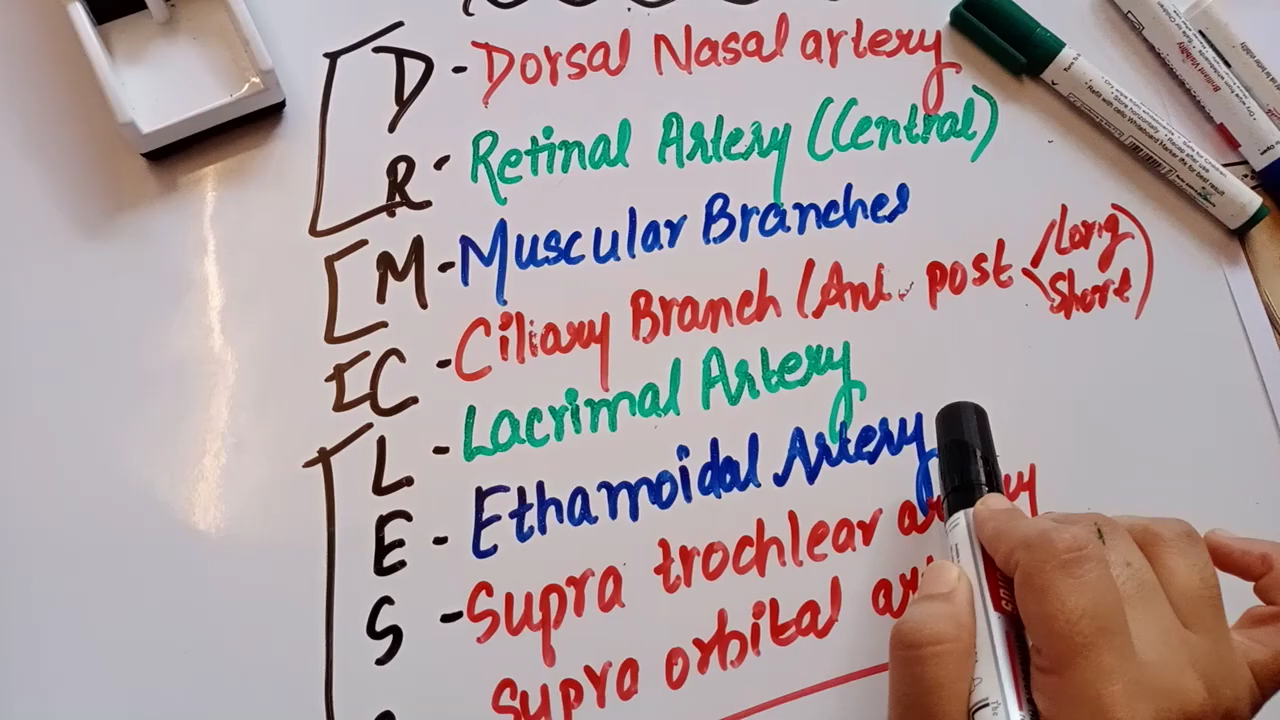 D - Dorsal Nasal artery
R - Retinal Artery (Central)
M - Muscular Branches
C - Ciliary Branch (Ant. post < Long Short)
L - Lacrimal Artery
E - Ethamoidal Artery
S - Supra trochlear
Supra orbital